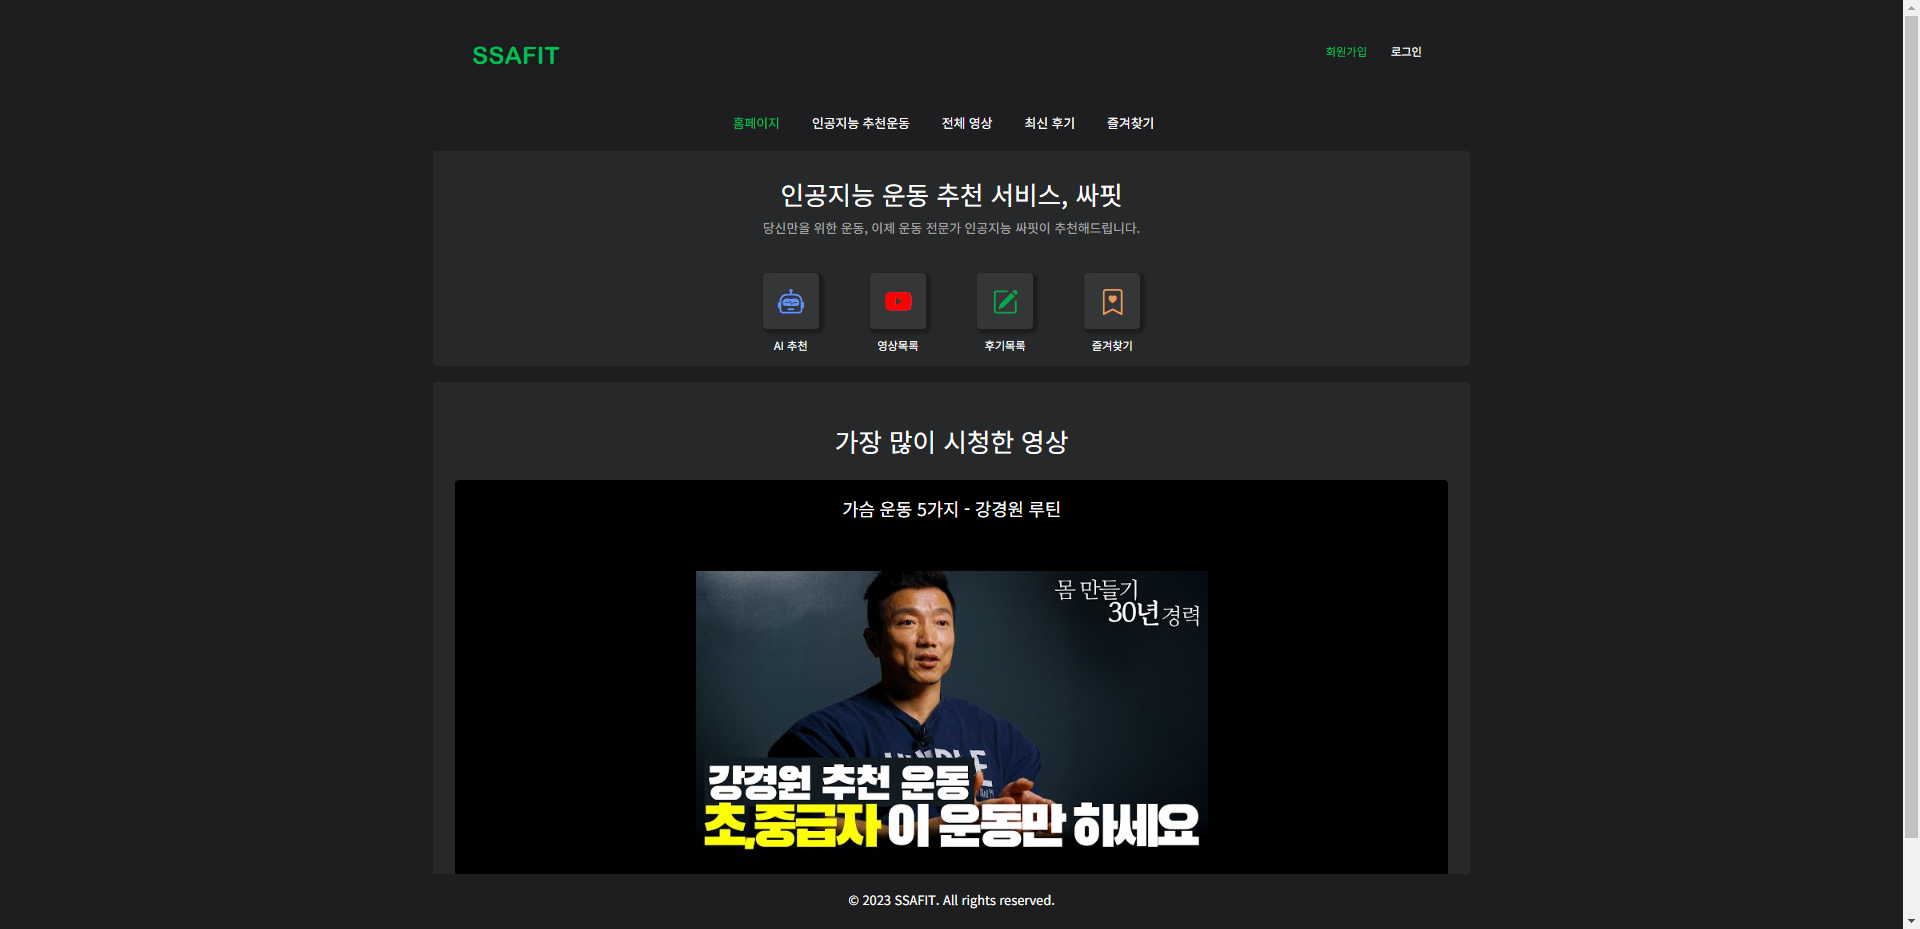 SSAFIT
회원가입 로그인
홈페이지 인공지능 추천운동 전체 영상 최신 후기 즐겨찾기
인공지능 운동 추천 서비스, 싸핏
당신만을 위한 운동, 이제 운동 전문가 인공지능 싸핏이 추천해드립니다.
AI 추천 영상목록 후기목록 즐겨찾기
가장 많이 시청한 영상
가슴 운동 5가지 - 강경원 루틴
몸 만들기
30년 경력
강경원 추천 운동
초,중급자 이 운동만 하세요
© 2023 SSAFIT. All rights reserved.